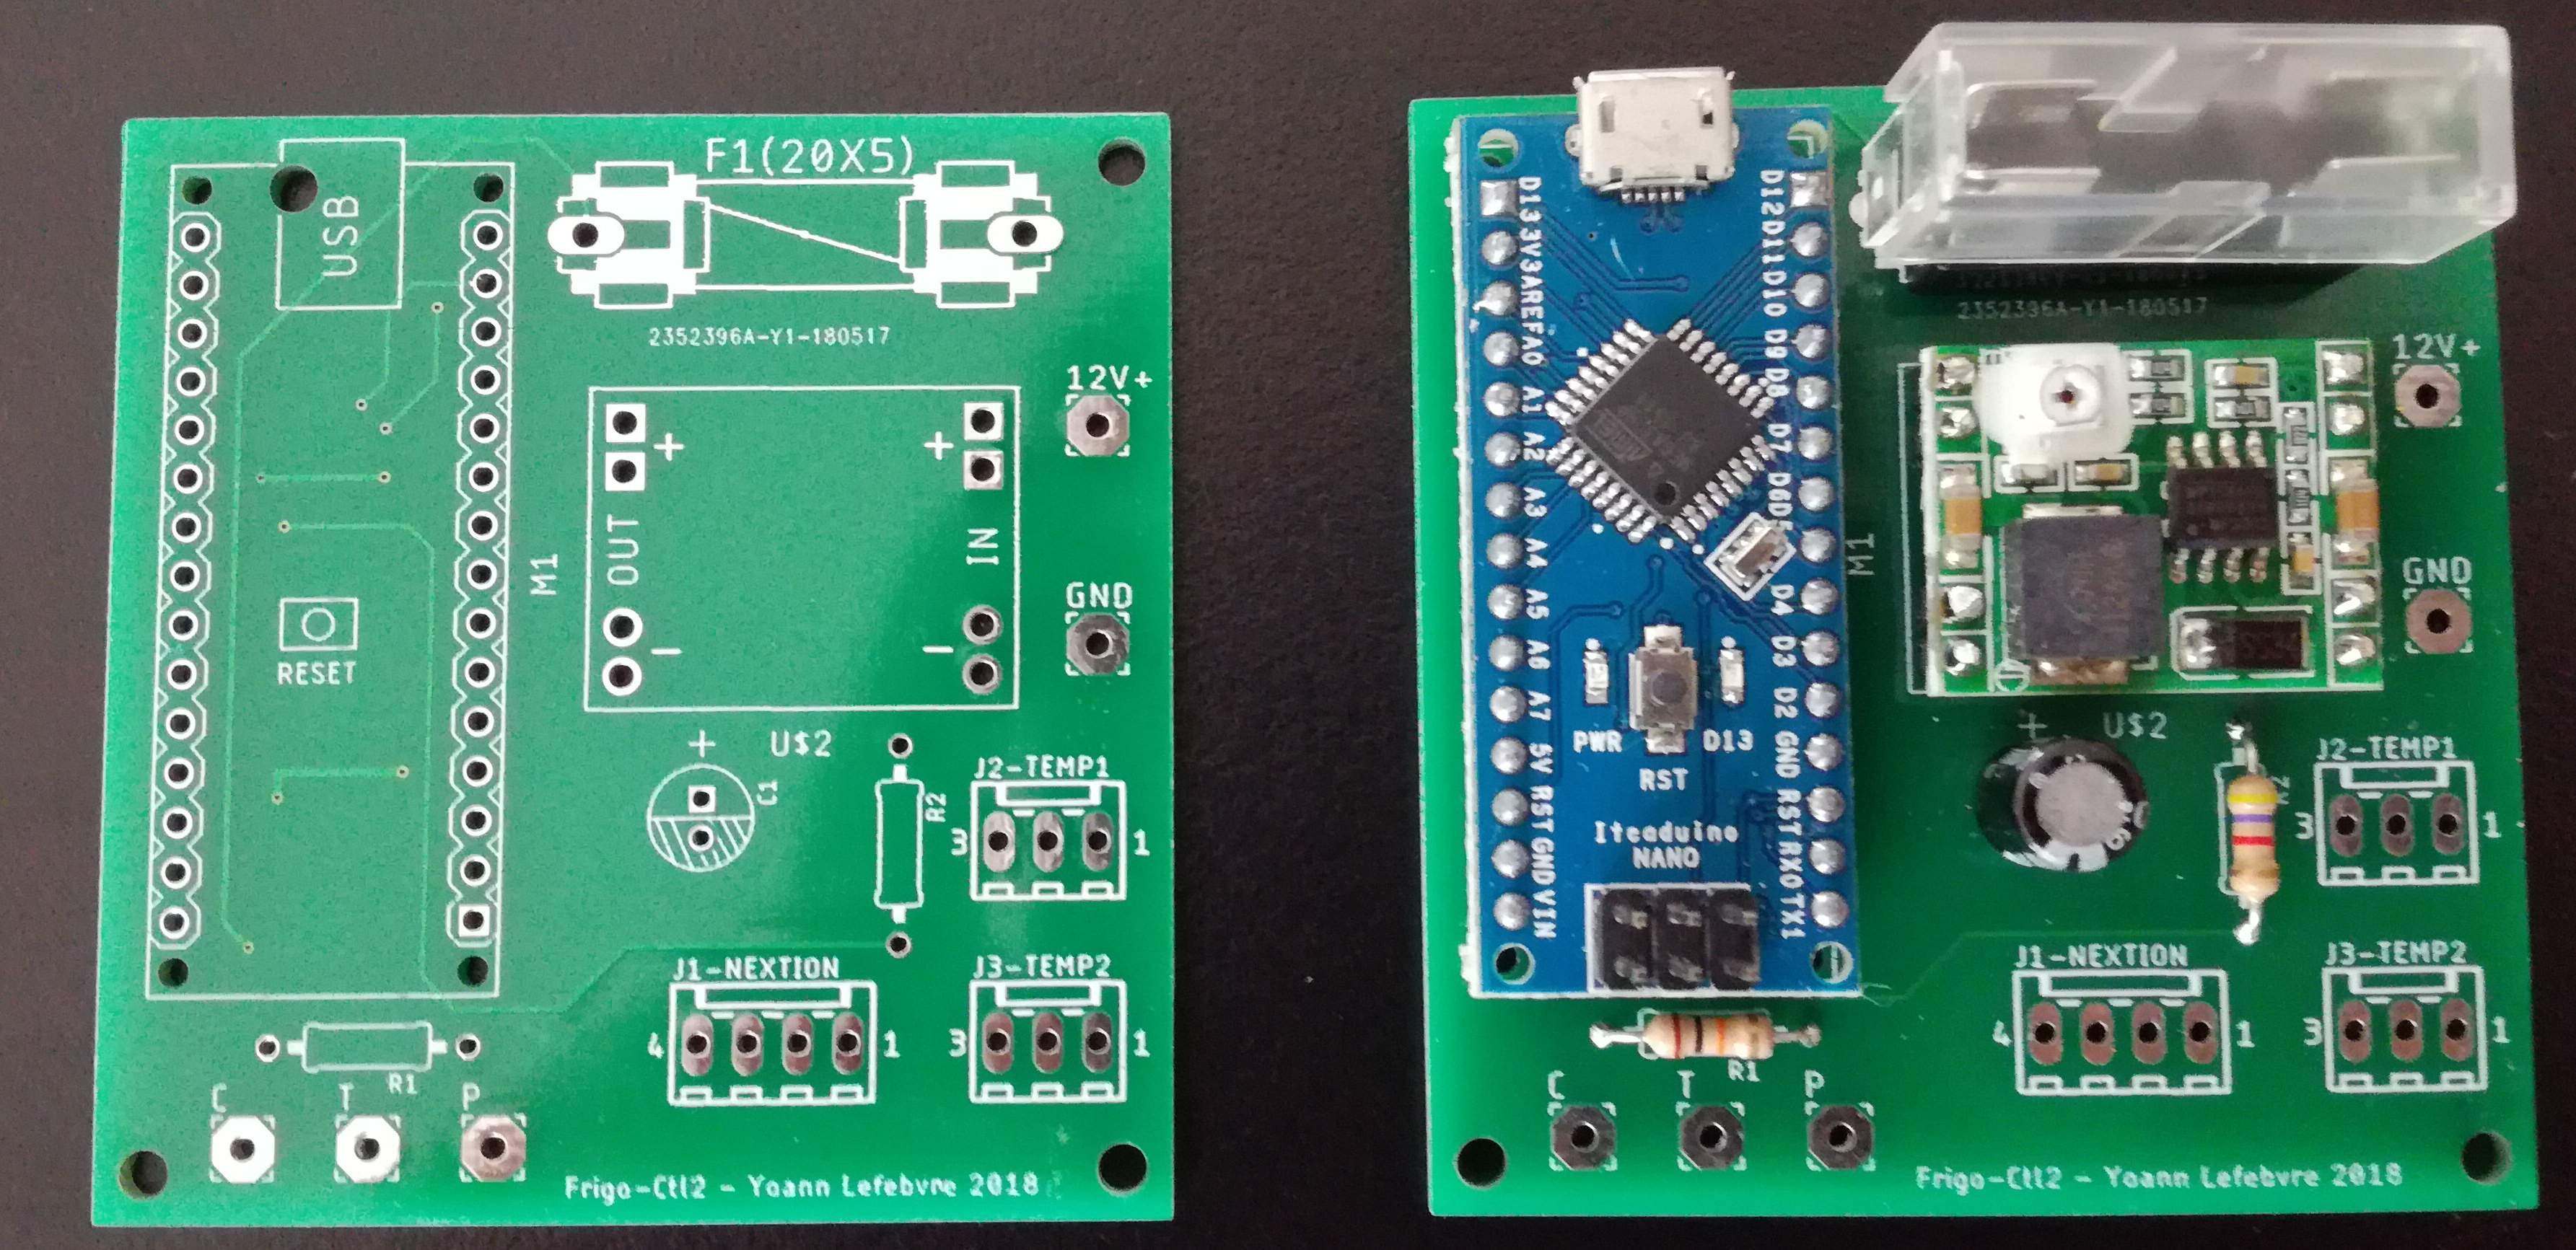 F1(20X5)
USB
2352396A-Y1-180517
12V+
+
+
OUT
IN
M1
GND
-
-
RESET
+
U$2
C1
R2
J2-TEMP1
3
1
J1-NEXTION
4
1
J3-TEMP2
3
1
R1
C
T
P
Frigo-Ctl2 - Yoann Lefebvre 2018
D13
3V3
AREF
A0
A1
A2
A3
A4
A5
A6
A7
5V
RST
GND
VIN
D12
D11
D10
D9
D8
D7
D6
D5
D4
D3
D2
GND
RST
RX0
TX1
PWR
D13
RST
Iteaduino
NANO
M1
2352396A-Y1-180517
12V+
GND
+
U$2
J2-TEMP1
3
1
J1-NEXTION
4
1
J3-TEMP2
3
1
R1
C
T
P
Frigo-Ctl2 - Yoann Lefebvre 2018